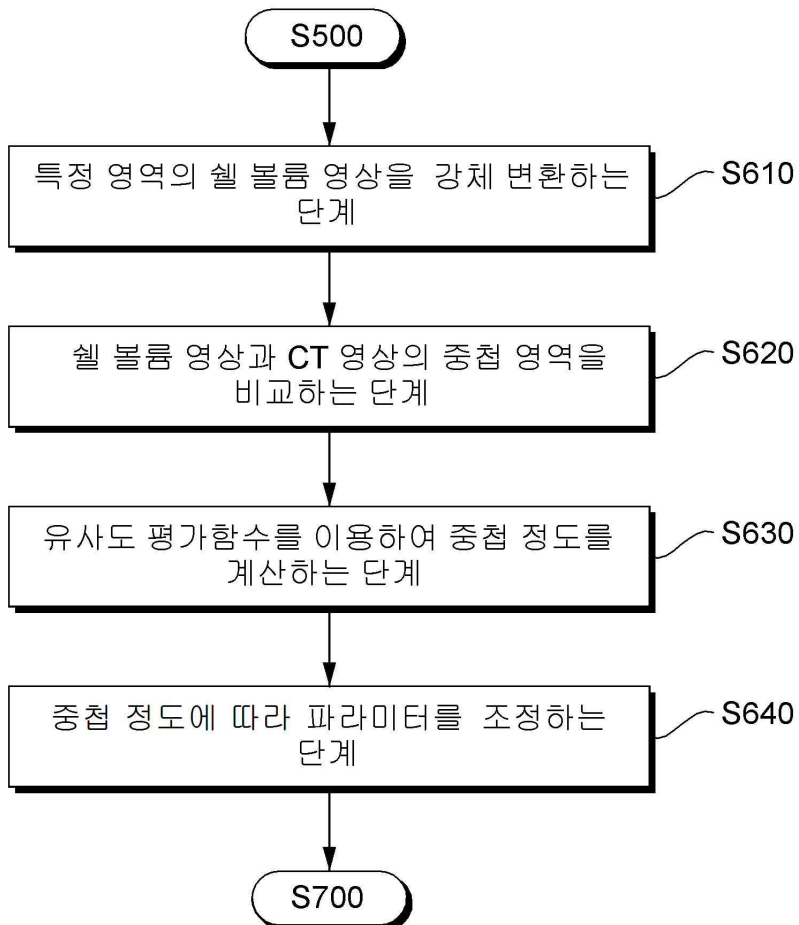 S500
특정 영역의 쉘 볼륨 영상을 강체 변환하는
단계
S610
쉘 볼륨 영상과 CT 영상의 중첩 영역을
비교하는 단계
S620
유사도 평가함수를 이용하여 중첩 정도를
계산하는 단계
S630
중첩 정도에 따라 파라미터를 조정하는
단계
S640
S700